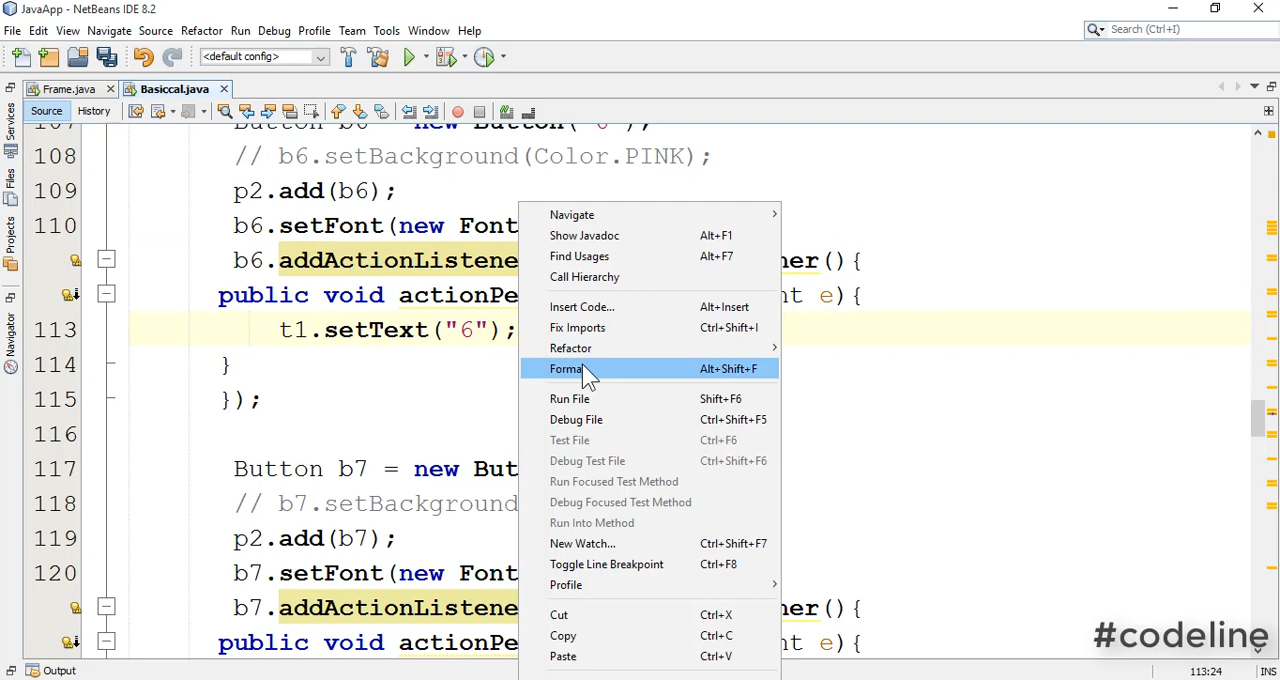 JavaApp - NetBeans IDE 8.2
File Edit View Navigate Source Refactor Run Debug Profile Team Tools Window Help
Search (Ctrl+I)
<default config>
Frame.java Basiccal.java
Source History
Services
Files
Projects
Navigator
108 // b6.setBackground(Color.PINK);
109 p2.add(b6);
110 b6.setFont(new Font
b6.addActionListene ner(){
public void actionPe t e){
113 t1.setText("6");
114 }
115 });
116
117 Button b7 = new But
118 // b7.setBackground
119 p2.add(b7);
120 b7.setFont(new Font
b7.addActionListene ner(){
public void actionPe t e){
Navigate
Show Javadoc Alt+F1
Find Usages Alt+F7
Call Hierarchy
Insert Code... Alt+Insert
Fix Imports Ctrl+Shift+I
Refactor
Forma Alt+Shift+F
Run File Shift+F6
Debug File Ctrl+Shift+F5
Test File Ctrl+F6
Debug Test File Ctrl+Shift+F6
Run Focused Test Method
Debug Focused Test Method
Run Into Method
New Watch... Ctrl+Shift+F7
Toggle Line Breakpoint Ctrl+F8
Profile
Cut Ctrl+X
Copy Ctrl+C
Paste Ctrl+V
#codeline
Output 113:24 INS